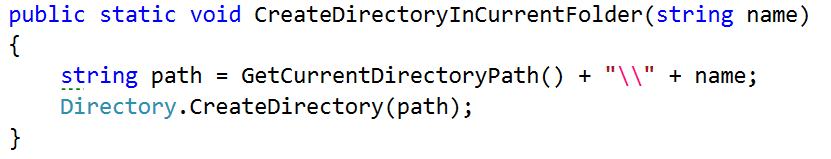 public static void CreateDirectoryInCurrentFolder(string name)
{
    string path = GetCurrentDirectoryPath() + "\\" + name;
    Directory.CreateDirectory(path);
}